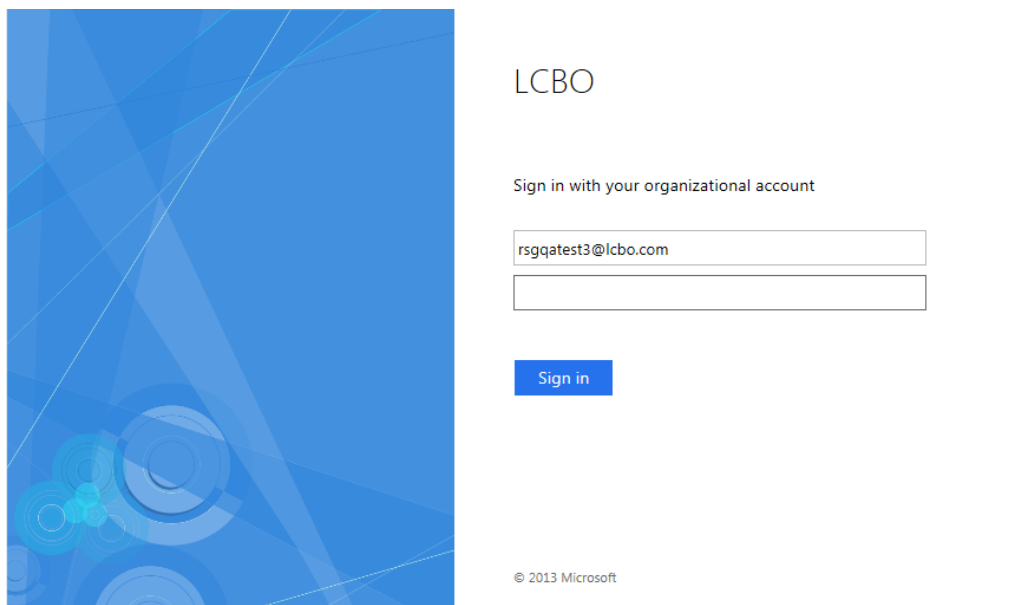 LCBO
Sign in with your organizational account
rsgqatest3@lcbo.com
Sign in
© 2013 Microsoft